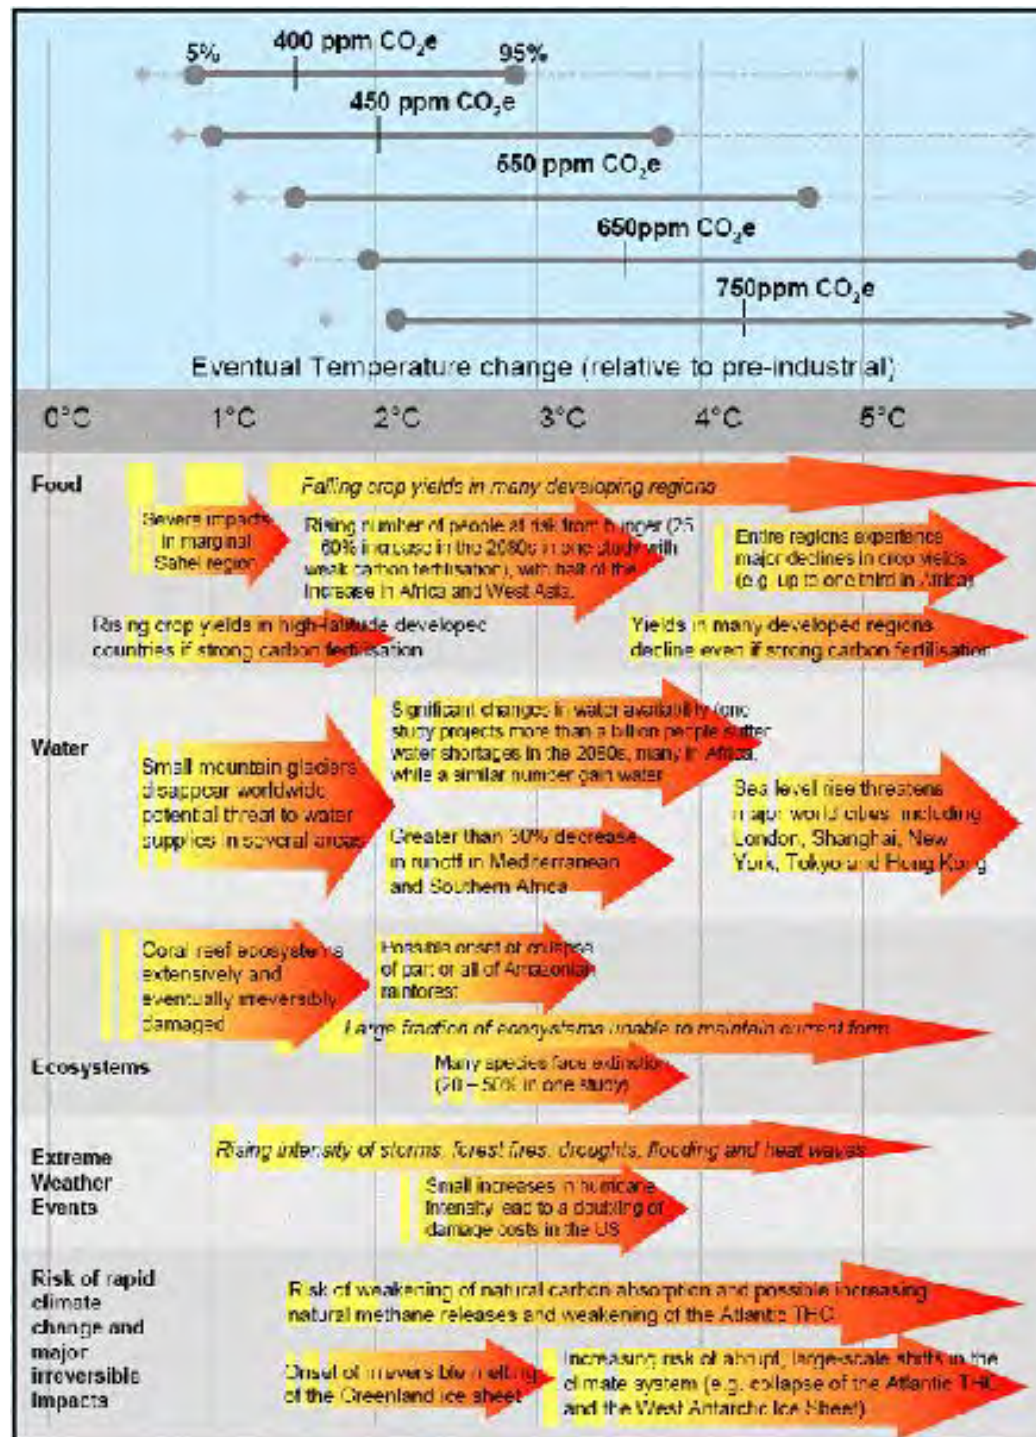 5%
400 ppm CO₂e
95%
450 ppm CO₂e
550 ppm CO₂e
650ppm CO₂e
750ppm CO₂e
Eventual Temperature change (relative to pre-industrial)
0°C 1°C 2°C 3°C 4°C 5°C
Food
Falling crop yields in many developing regions
Severe impacts
in marginal
Sahel region
Rising number of people at risk from hunger (25
– 60% increase in the 2080s in one study with
weak carbon fertilisation), with half of the
increase in Africa and West Asia.
Entire regions experience
major declines in crop yields
(e.g. up to one third in Africa)
Rising crop yields in high-latitude developed
countries if strong carbon fertilisation
Yields in many developed regions
decline even if strong carbon fertilisation
Water
Significant changes in water availability (one
study projects more than a billion people suffer
water shortages in the 2080s, many in Africa,
while a similar number gain water
Small mountain glaciers
disappear worldwide
potential threat to water
supplies in several areas
Greater than 30% decrease
in runoff in Mediterranean
and Southern Africa
Sea level rise threatens
major world cities, including
London, Shanghai, New
York, Tokyo and Hong Kong
Ecosystems
Coral reef ecosystems
extensively and
eventually irreversibly
damaged
Possible onset of collapse
of part or all of Amazonian
rainforest
Large fraction of ecosystems unable to maintain current form
Many species face extinction
(20 – 50% in one study)
Extreme
Weather
Events
Rising intensity of storms, forest fires, droughts, flooding and heat waves
Small increases in hurricane
intensity lead to a doubling of
damage costs in the US
Risk of rapid
climate
change and
major
irreversible
impacts
Risk of weakening of natural carbon absorption and possible increasing
natural methane releases and weakening of the Atlantic THC
Onset of irreversible melting
of the Greenland ice sheet
Increasing risk of abrupt, large-scale shifts in the
climate system (e.g. collapse of the Atlantic THC
and the West Antarctic Ice Sheet)